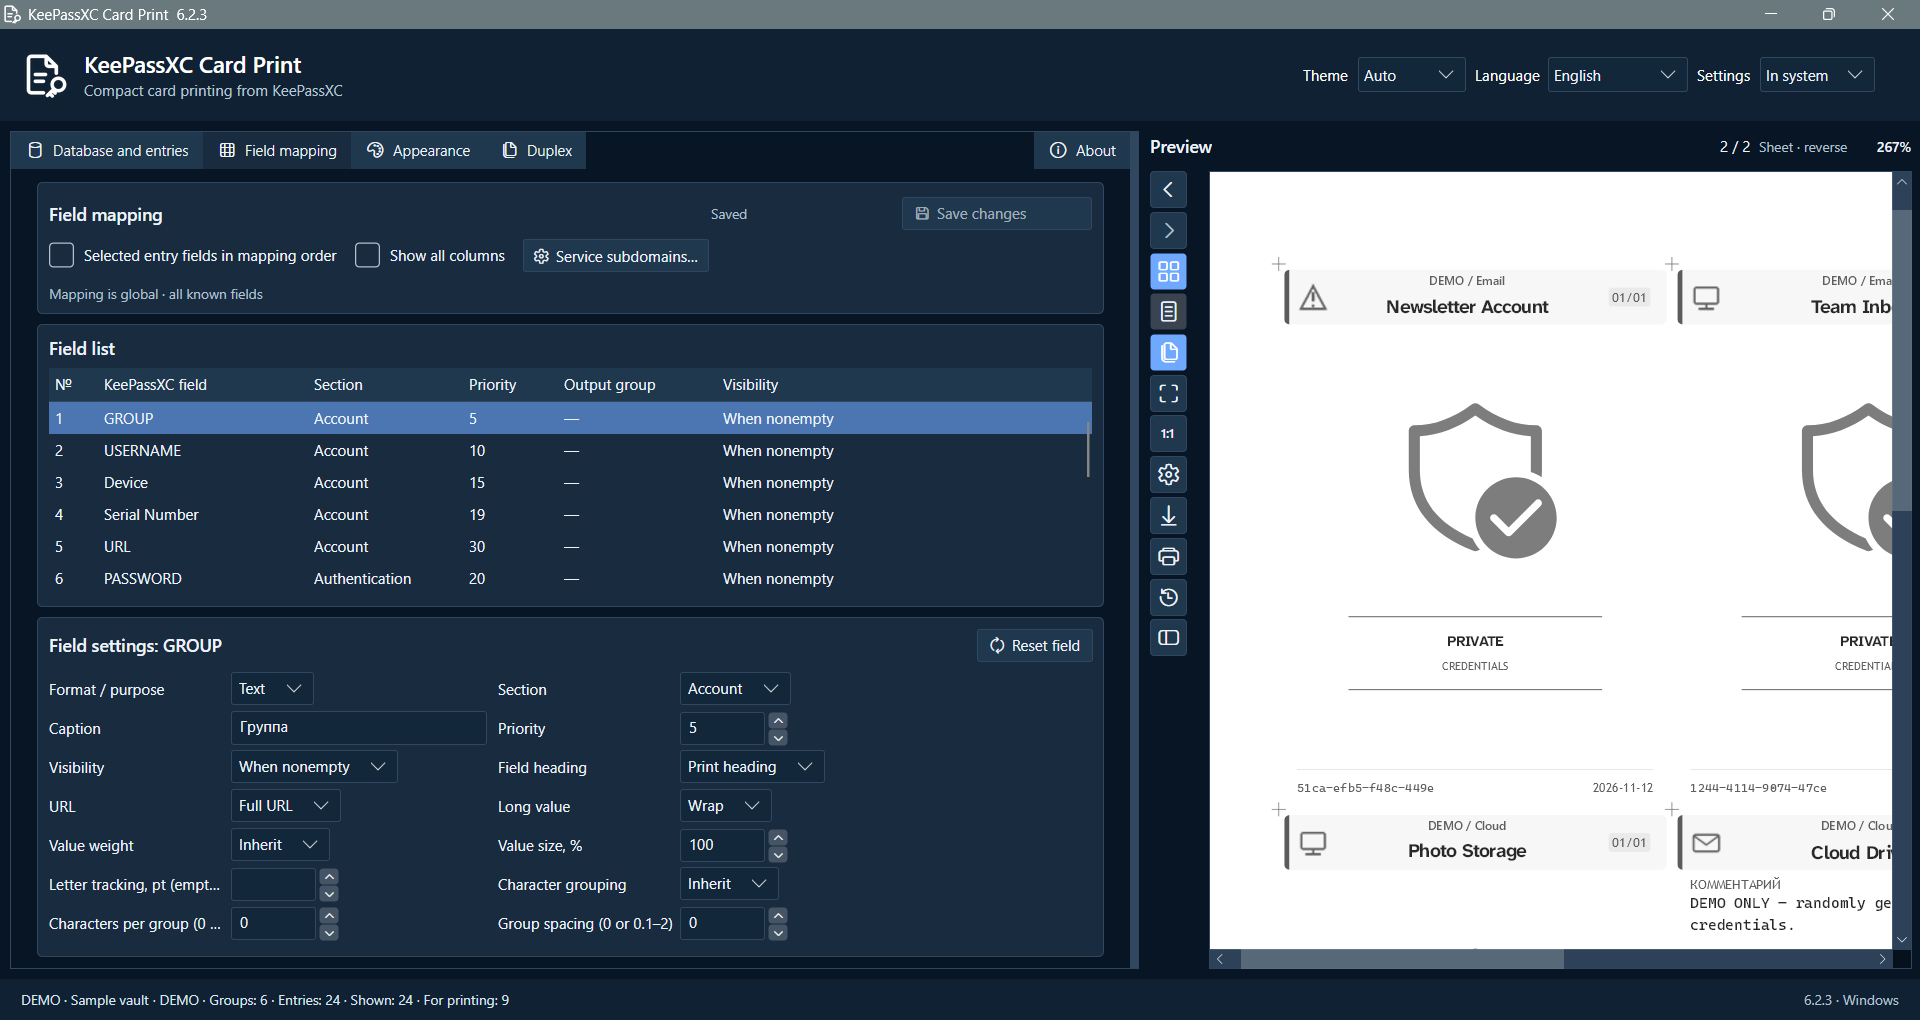 KeePassXC Card Print 6.2.3
KeePassXC Card Print
Compact card printing from KeePassXC
Theme Auto Language English Settings In system
Database and entries Field mapping Appearance Duplex About
Field mapping Saved Save changes
Selected entry fields in mapping order Show all columns Service subdomains...
Mapping is global · all known fields
Field list
№ KeePassXC field Section Priority Output group Visibility
1 GROUP Account 5 — When nonempty
2 USERNAME Account 10 — When nonempty
3 Device Account 15 — When nonempty
4 Serial Number Account 19 — When nonempty
5 URL Account 30 — When nonempty
6 PASSWORD Authentication 20 — When nonempty
Field settings: GROUP Reset field
Format / purpose Text Section Account
Caption Группа Priority 5
Visibility When nonempty Field heading Print heading
URL Full URL Long value Wrap
Value weight Inherit Value size, % 100
Letter tracking, pt (empt... Character grouping Inherit
Characters per group (0 ... 0 Group spacing (0 or 0.1–2) 0
Preview 2 / 2 Sheet · reverse 267%
1:1
DEMO / Email
Newsletter Account 01/01
PRIVATE
CREDENTIALS
51ca-efb5-f48c-449e 2026-11-12
DEMO / Ema
Team Inb
PRIVAT
CREDENTIA
1244-4114-9074-47ce
DEMO / Cloud
Photo Storage 01/01
DEMO / Clou
Cloud Dri
КОММЕНТАРИЙ
DEMO ONLY — randomly ge
credentials.
DEMO · Sample vault · DEMO · Groups: 6 · Entries: 24 · Shown: 24 · For printing: 9
6.2.3 · Windows